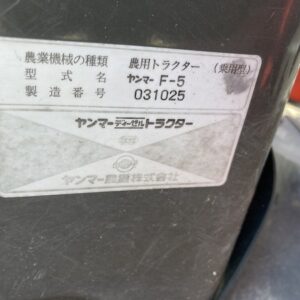 農業機械の種類 農用トラクター (乗用型)
型式名 ヤンマー F-5
製造番号 031025
ヤンマーディーゼルトラクター
ヤンマー農機株式会社